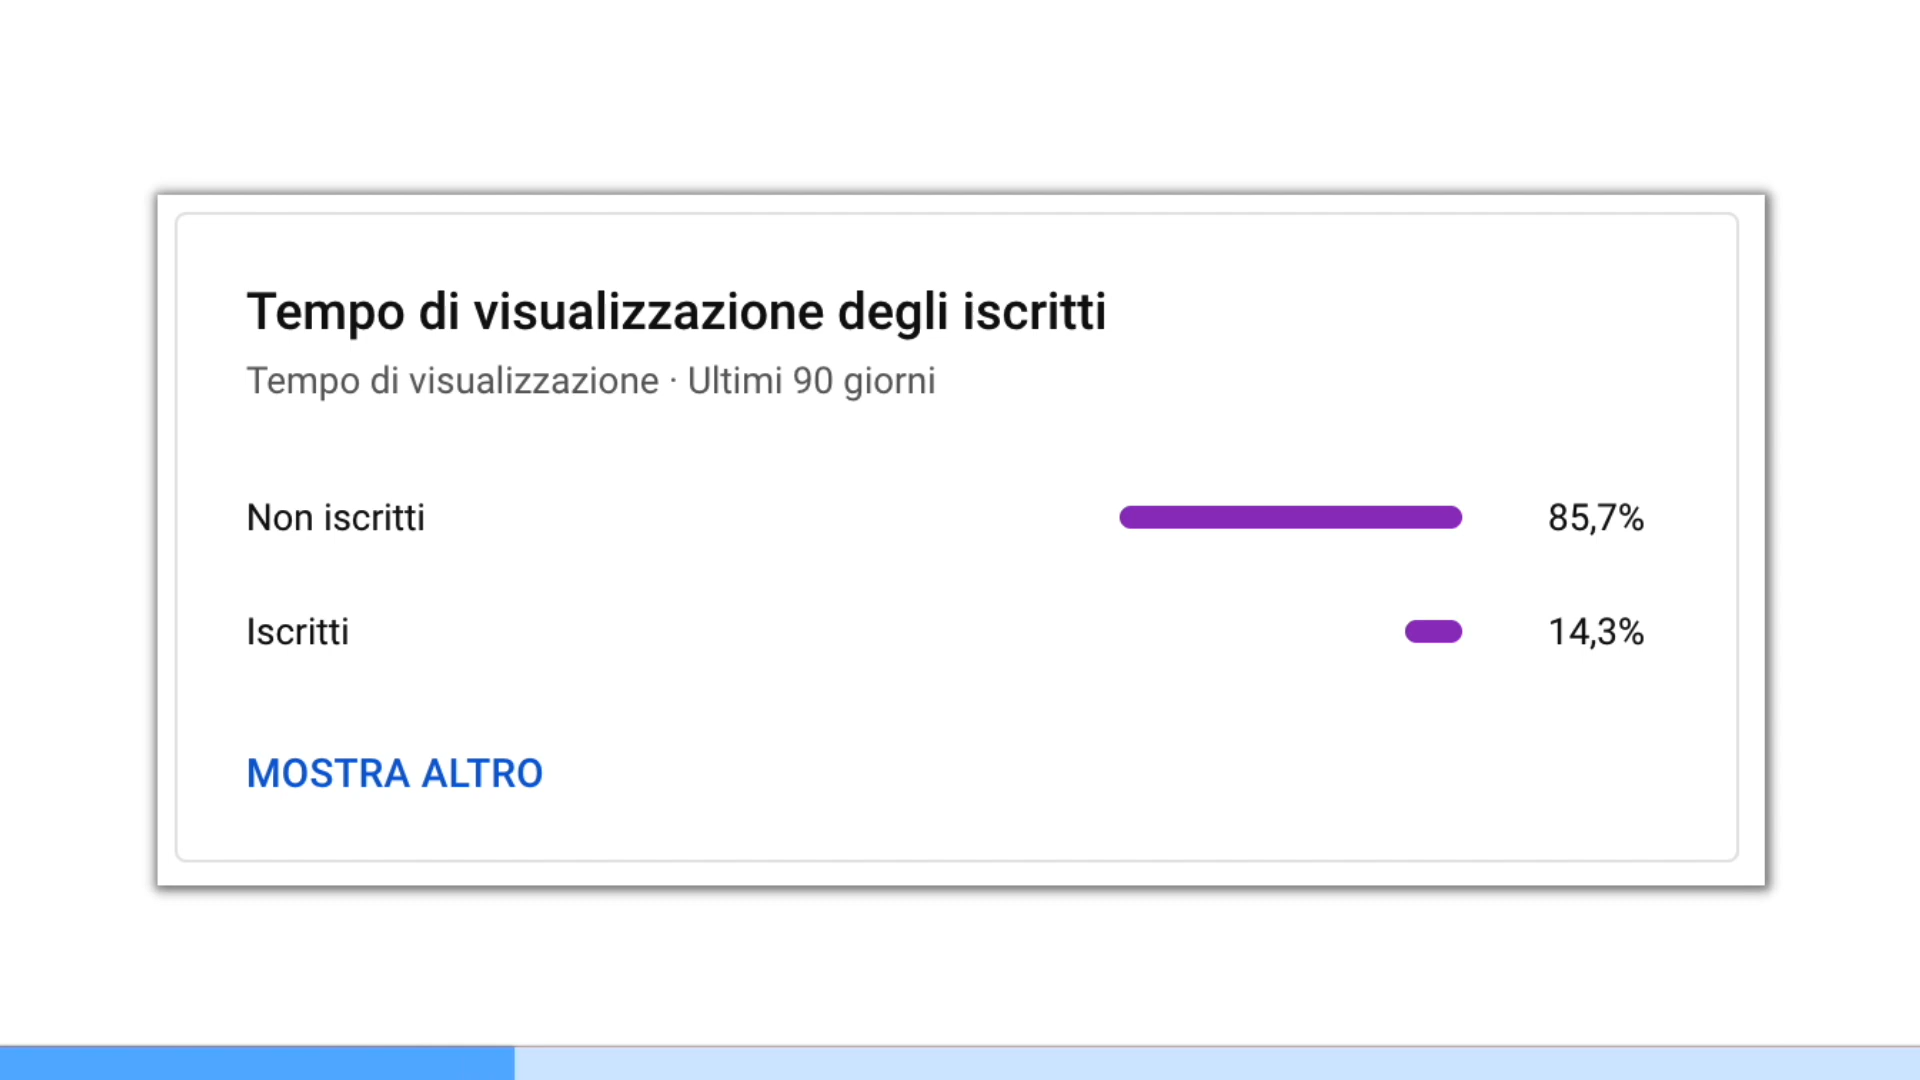 Tempo di visualizzazione degli iscritti
Tempo di visualizzazione · Ultimi 90 giorni
Non iscritti 85,7%
Iscritti 14,3%
MOSTRA ALTRO